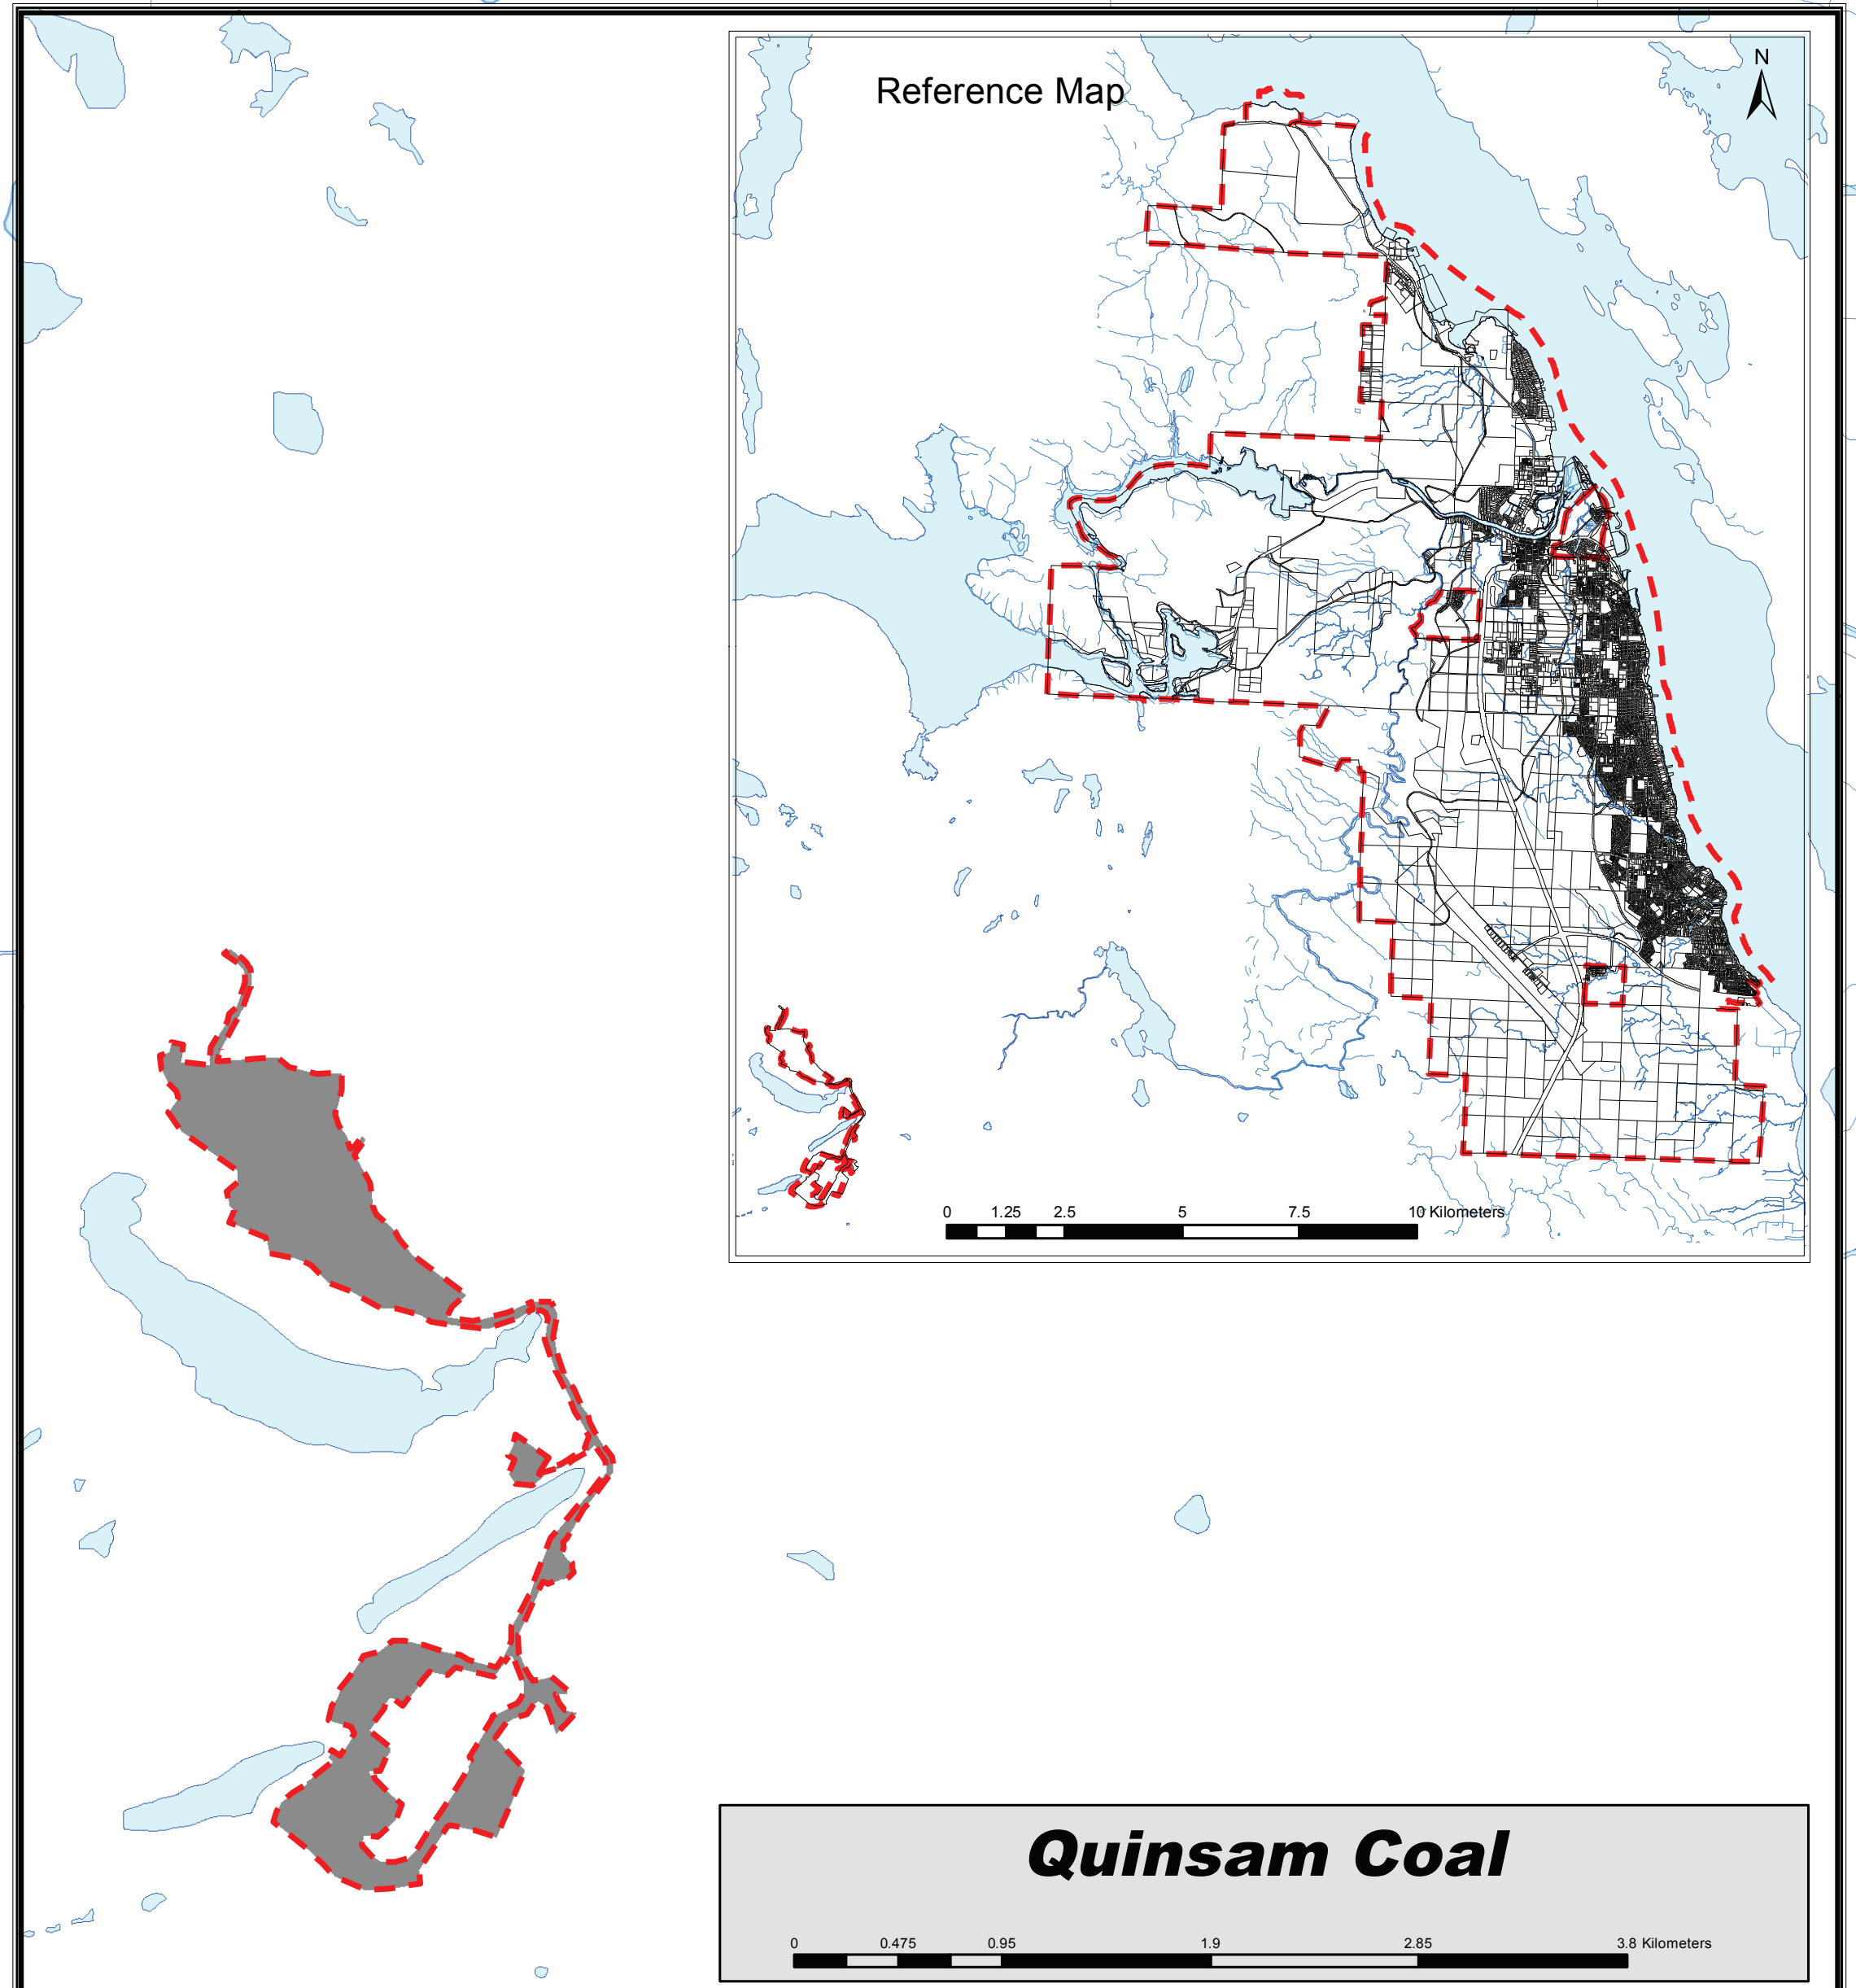 N
Reference Map
0 1.25 2.5 5 7.5 10 Kilometers
Quinsam Coal
0 0.475 0.95 1.9 2.85 3.8 Kilometers